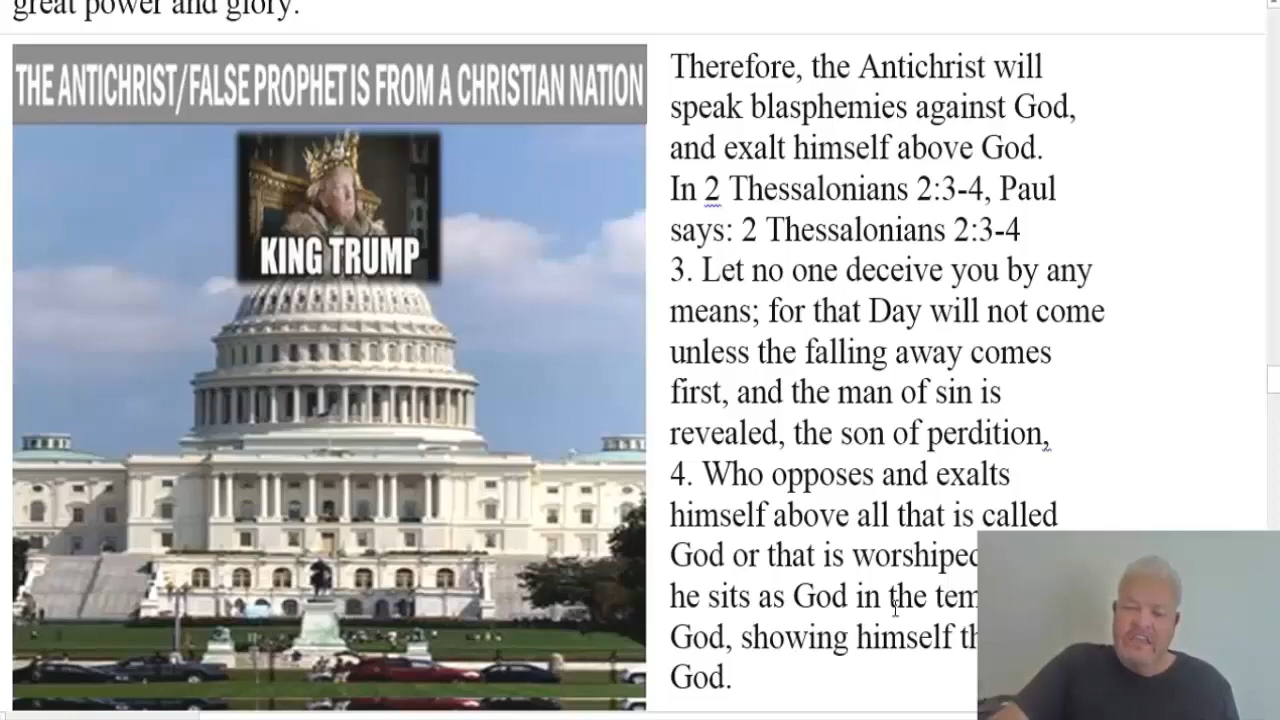 great power and glory.
THE ANTICHRIST/FALSE PROPHET IS FROM A CHRISTIAN NATION
KING TRUMP
Therefore, the Antichrist will
speak blasphemies against God,
and exalt himself above God.
In 2 Thessalonians 2:3-4, Paul
says: 2 Thessalonians 2:3-4
3. Let no one deceive you by any
means; for that Day will not come
unless the falling away comes
first, and the man of sin is
revealed, the son of perdition,
4. Who opposes and exalts
himself above all that is called
God or that is worshiped
he sits as God in the tem
God, showing himself th
God.